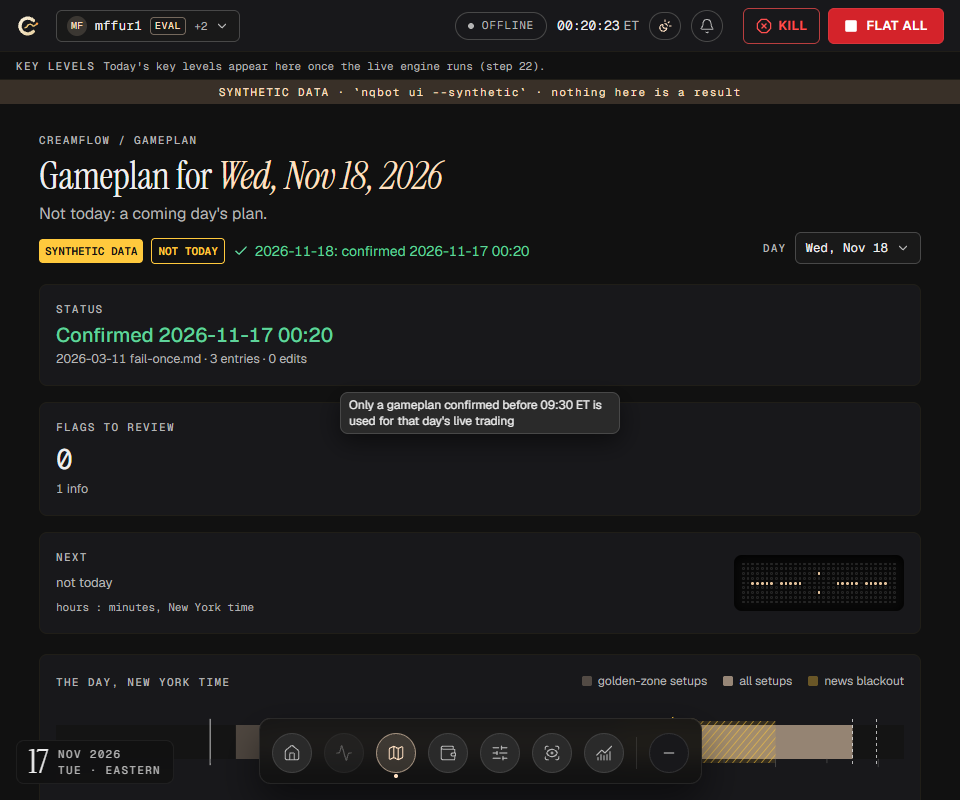 MF mffur1 EVAL +2
OFFLINE
00:20:23 ET
KILL
FLAT ALL
KEY LEVELS Today's key levels appear here once the live engine runs (step 22).
SYNTHETIC DATA · `nqbot ui --synthetic` · nothing here is a result
CREAMFLOW / GAMEPLAN
Gameplan for Wed, Nov 18, 2026
Not today: a coming day's plan.
SYNTHETIC DATA NOT TODAY 2026-11-18: confirmed 2026-11-17 00:20
DAY Wed, Nov 18
STATUS
Confirmed 2026-11-17 00:20
2026-03-11 fail-once.md · 3 entries · 0 edits
Only a gameplan confirmed before 09:30 ET is
used for that day's live trading
FLAGS TO REVIEW
0
1 info
NEXT
not today
hours : minutes, New York time
--:--
THE DAY, NEW YORK TIME
golden-zone setups all setups news blackout
17 NOV 2026
TUE · EASTERN